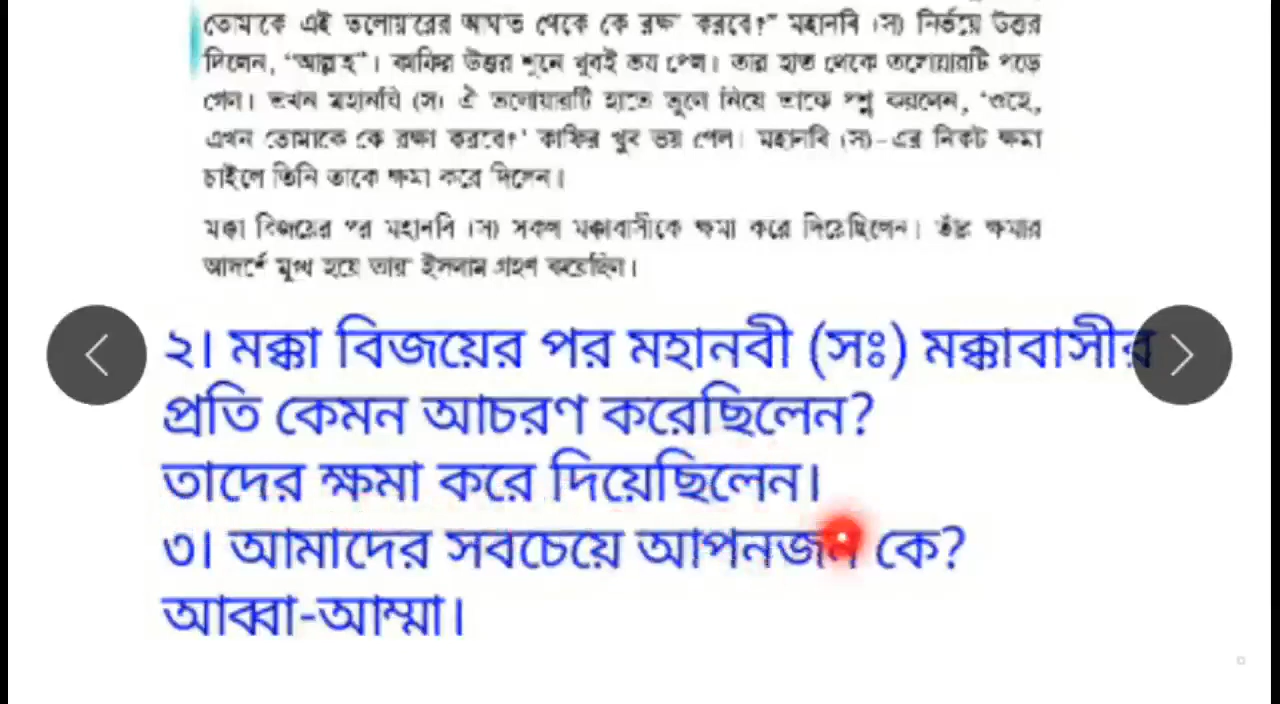 তোমাকে এই তলোয়ারের আঘাত থেকে কে রক্ষা করবে?" মহানবি (স) নির্ভয়ে উত্তর
দিলেন, "আল্লাহ"। কাফির উত্তর শুনে খুবই ভয় পেল। তার হাত থেকে তলোয়ারটি পড়ে
গেল। তখন মহানবি (স) ঐ তলোয়ারটি হাতে তুলে নিয়ে তাকে প্রশ্ন করলেন, 'ওহে,
এখন তোমাকে কে রক্ষা করবে?' কাফির খুব ভয় পেল। মহানবি (স)-এর নিকট ক্ষমা
চাইলে তিনি তাকে ক্ষমা করে দিলেন।
মক্কা বিজয়ের পর মহানবি (স) সকল মক্কাবাসীকে ক্ষমা করে দিয়েছিলেন। তাঁর ক্ষমার
আদর্শে মুগ্ধ হয়ে তারা ইসলাম গ্রহণ করেছিল।
২। মক্কা বিজয়ের পর মহানবী (সঃ) মক্কাবাসীর
প্রতি কেমন আচরণ করেছিলেন?
তাদের ক্ষমা করে দিয়েছিলেন।
৩। আমাদের সবচেয়ে আপনজন কে?
আব্বা-আম্মা।